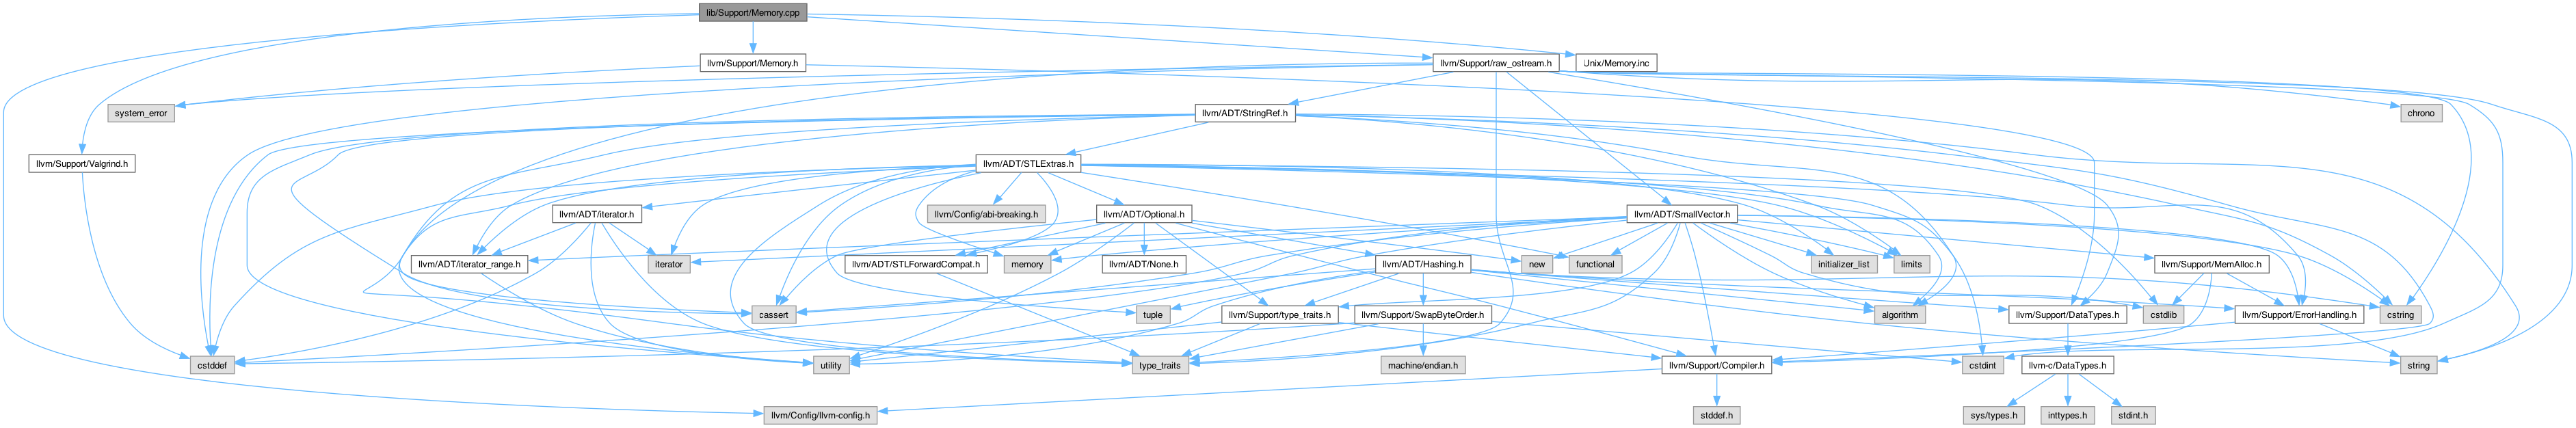 lib/Support/Memory.cpp
llvm/Support/Memory.h
llvm/Support/raw_ostream.h
Unix/Memory.inc
system_error
llvm/ADT/StringRef.h
chrono
llvm/Support/Valgrind.h
llvm/ADT/STLExtras.h
llvm/ADT/iterator.h
llvm/Config/abi-breaking.h
llvm/ADT/Optional.h
llvm/ADT/SmallVector.h
llvm/ADT/iterator_range.h
iterator
llvm/ADT/STLForwardCompat.h
memory
llvm/ADT/None.h
llvm/ADT/Hashing.h
new
functional
initializer_list
limits
llvm/Support/MemAlloc.h
cassert
tuple
llvm/Support/type_traits.h
llvm/Support/SwapByteOrder.h
algorithm
llvm/Support/DataTypes.h
cstdlib
llvm/Support/ErrorHandling.h
cstring
cstddef
utility
type_traits
machine/endian.h
llvm/Support/Compiler.h
cstdint
llvm-c/DataTypes.h
string
llvm/Config/llvm-config.h
stddef.h
sys/types.h
inttypes.h
stdint.h